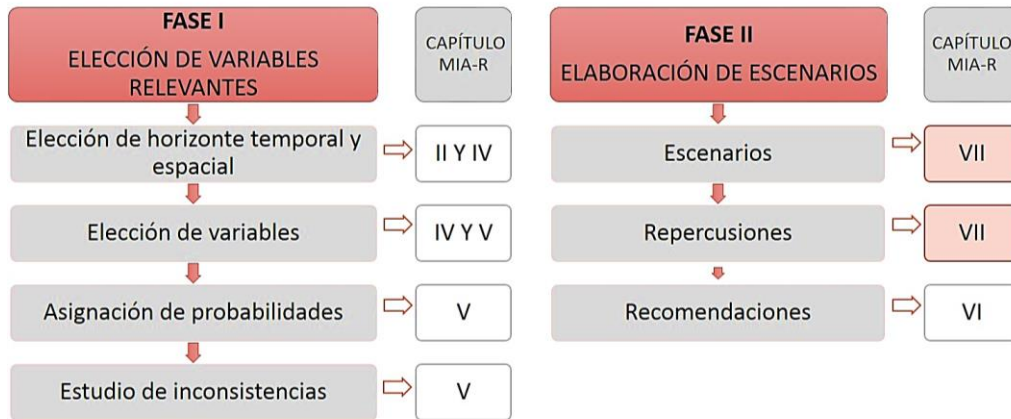 FASE I
ELECCIÓN DE VARIABLES
RELEVANTES
CAPÍTULO
MIA-R
Elección de horizonte temporal y
espacial
II Y IV
Elección de variables
IV Y V
Asignación de probabilidades
V
Estudio de inconsistencias
V
FASE II
ELABORACIÓN DE ESCENARIOS
CAPÍTULO
MIA-R
Escenarios
VII
Repercusiones
VII
Recomendaciones
VI